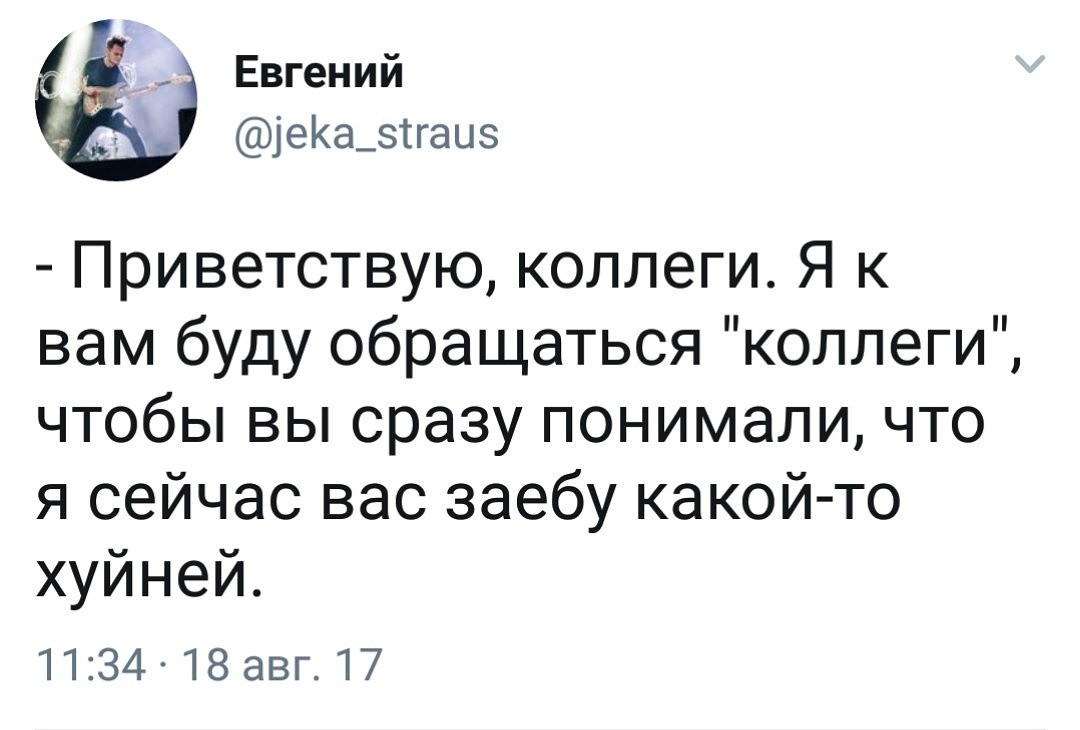 Евгений
@jeka_straus
- Приветствую, коллеги. Я к
вам буду обращаться "коллеги",
чтобы вы сразу понимали, что
я сейчас вас заебу какой-то
хуйней.
11:34 · 18 авг. 17